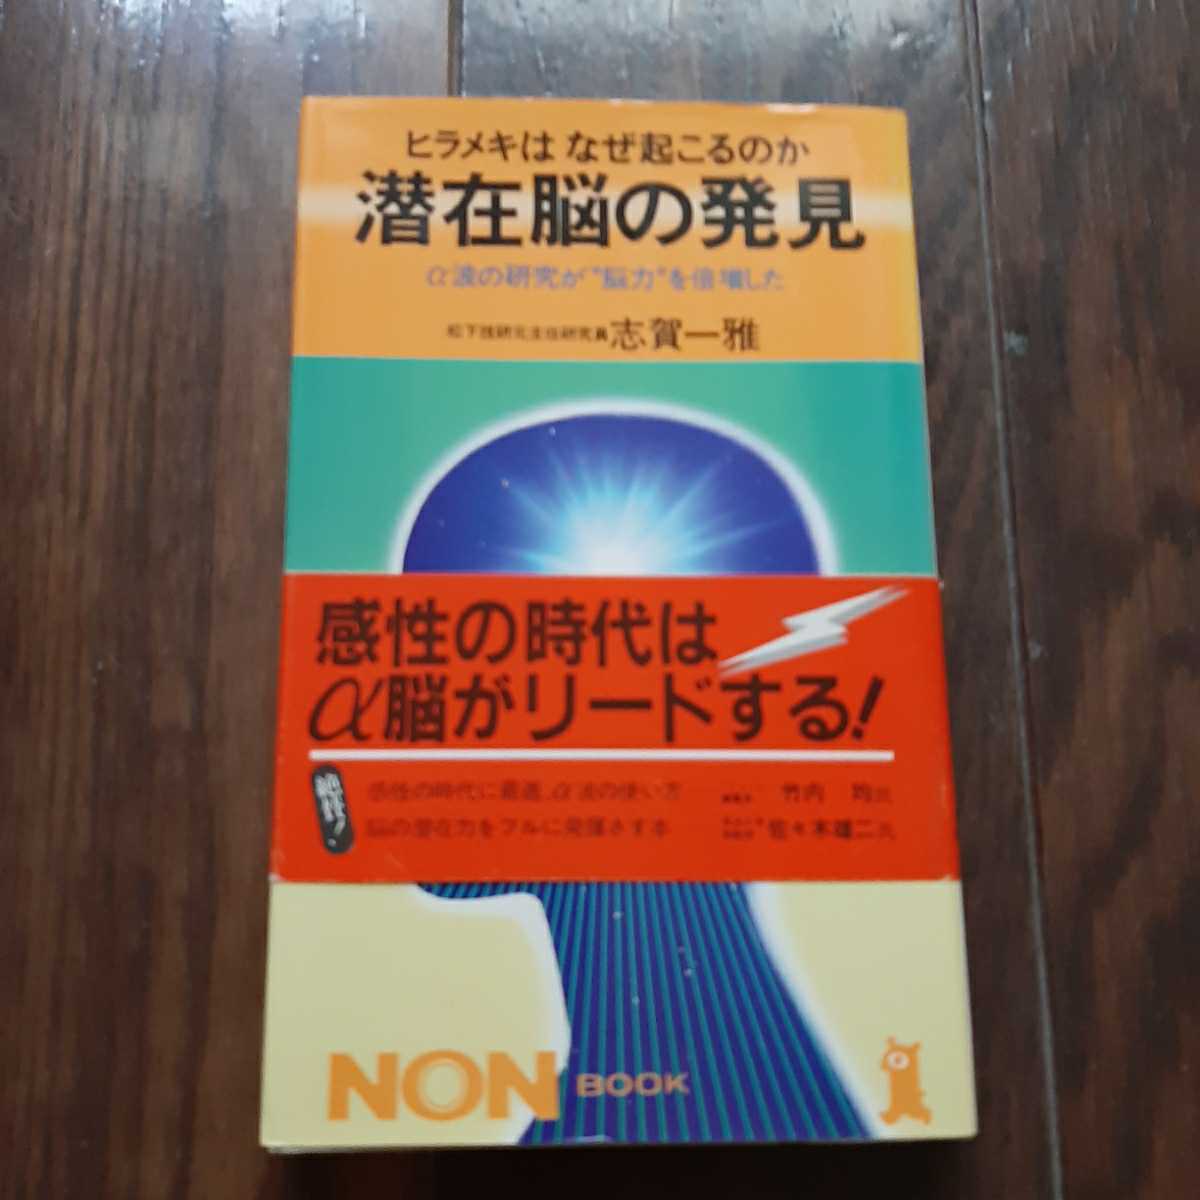 ヒラメキは なぜ起こるのか
潜在脳の発見
α波の研究が“脳力”を倍増した
松下技研元主任研究員 志賀一雅
感性の時代は
α脳がリードする!
絶賛!
感性の時代に最適、α波の使い方 竹内 均氏
脳の潜在力をフルに発揮さす本 佐々木雄二氏
NON BOOK